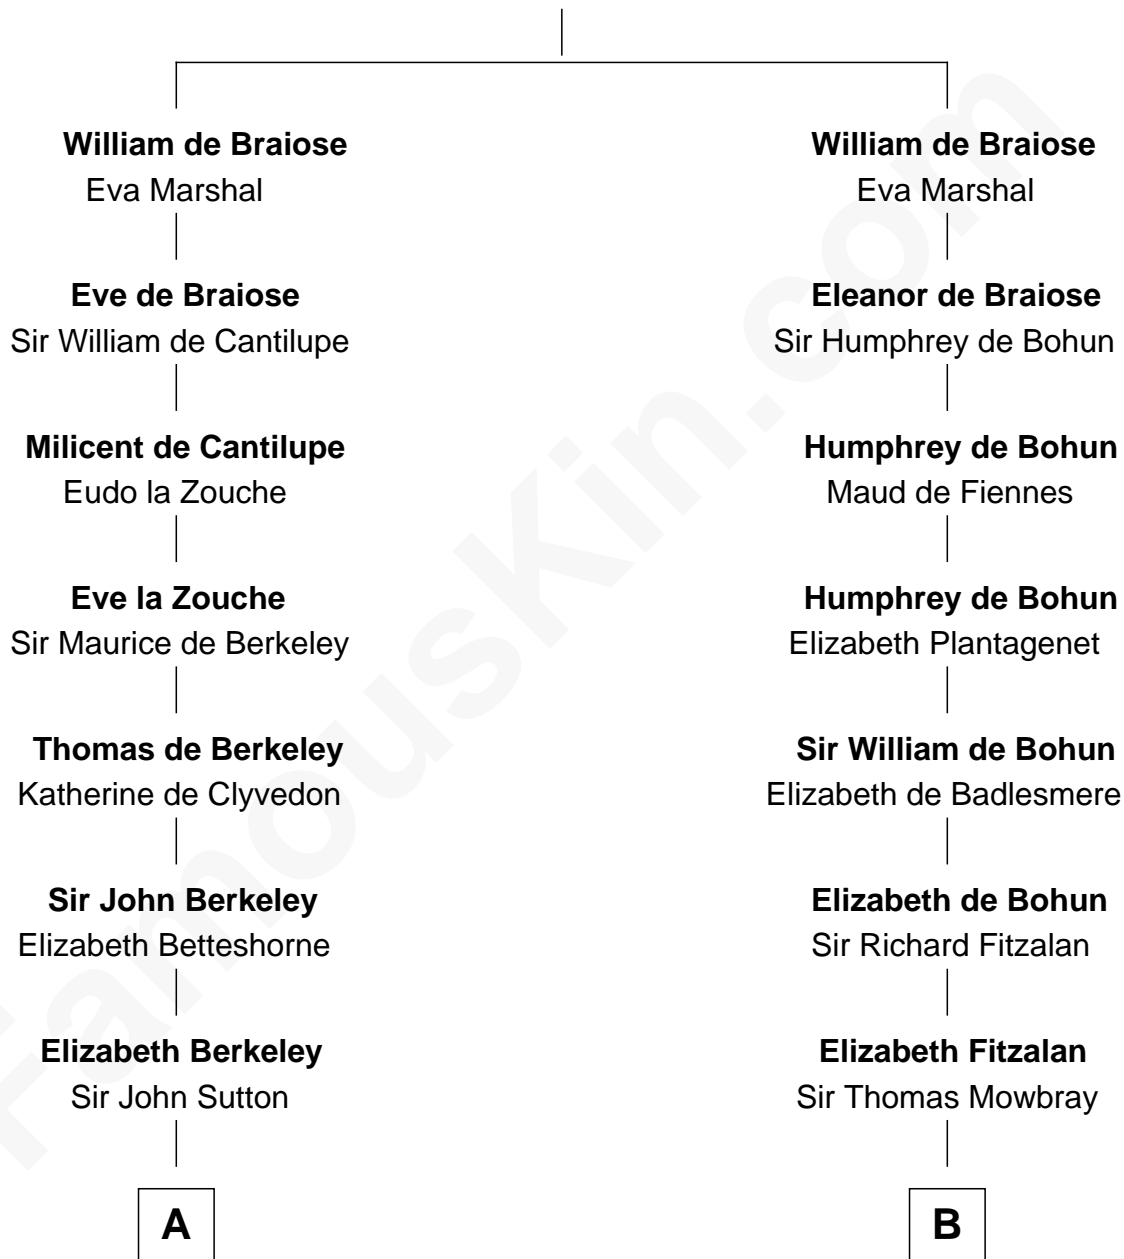 William de Braiose
Eva Marshal
Eve de Braiose
Sir William de Cantilupe
Milicent de Cantilupe
Eudo la Zouche
Eve la Zouche
Sir Maurice de Berkeley
Thomas de Berkeley
Katherine de Clyvedon
Sir John Berkeley
Elizabeth Betteshorne
Elizabeth Berkeley
Sir John Sutton
A
William de Braiose
Eva Marshal
Eleanor de Braiose
Sir Humphrey de Bohun
Humphrey de Bohun
Maud de Fiennes
Humphrey de Bohun
Elizabeth Plantagenet
Sir William de Bohun
Elizabeth de Badlesmere
Elizabeth de Bohun
Sir Richard Fitzalan
Elizabeth Fitzalan
Sir Thomas Mowbray
B
FamousKin.com